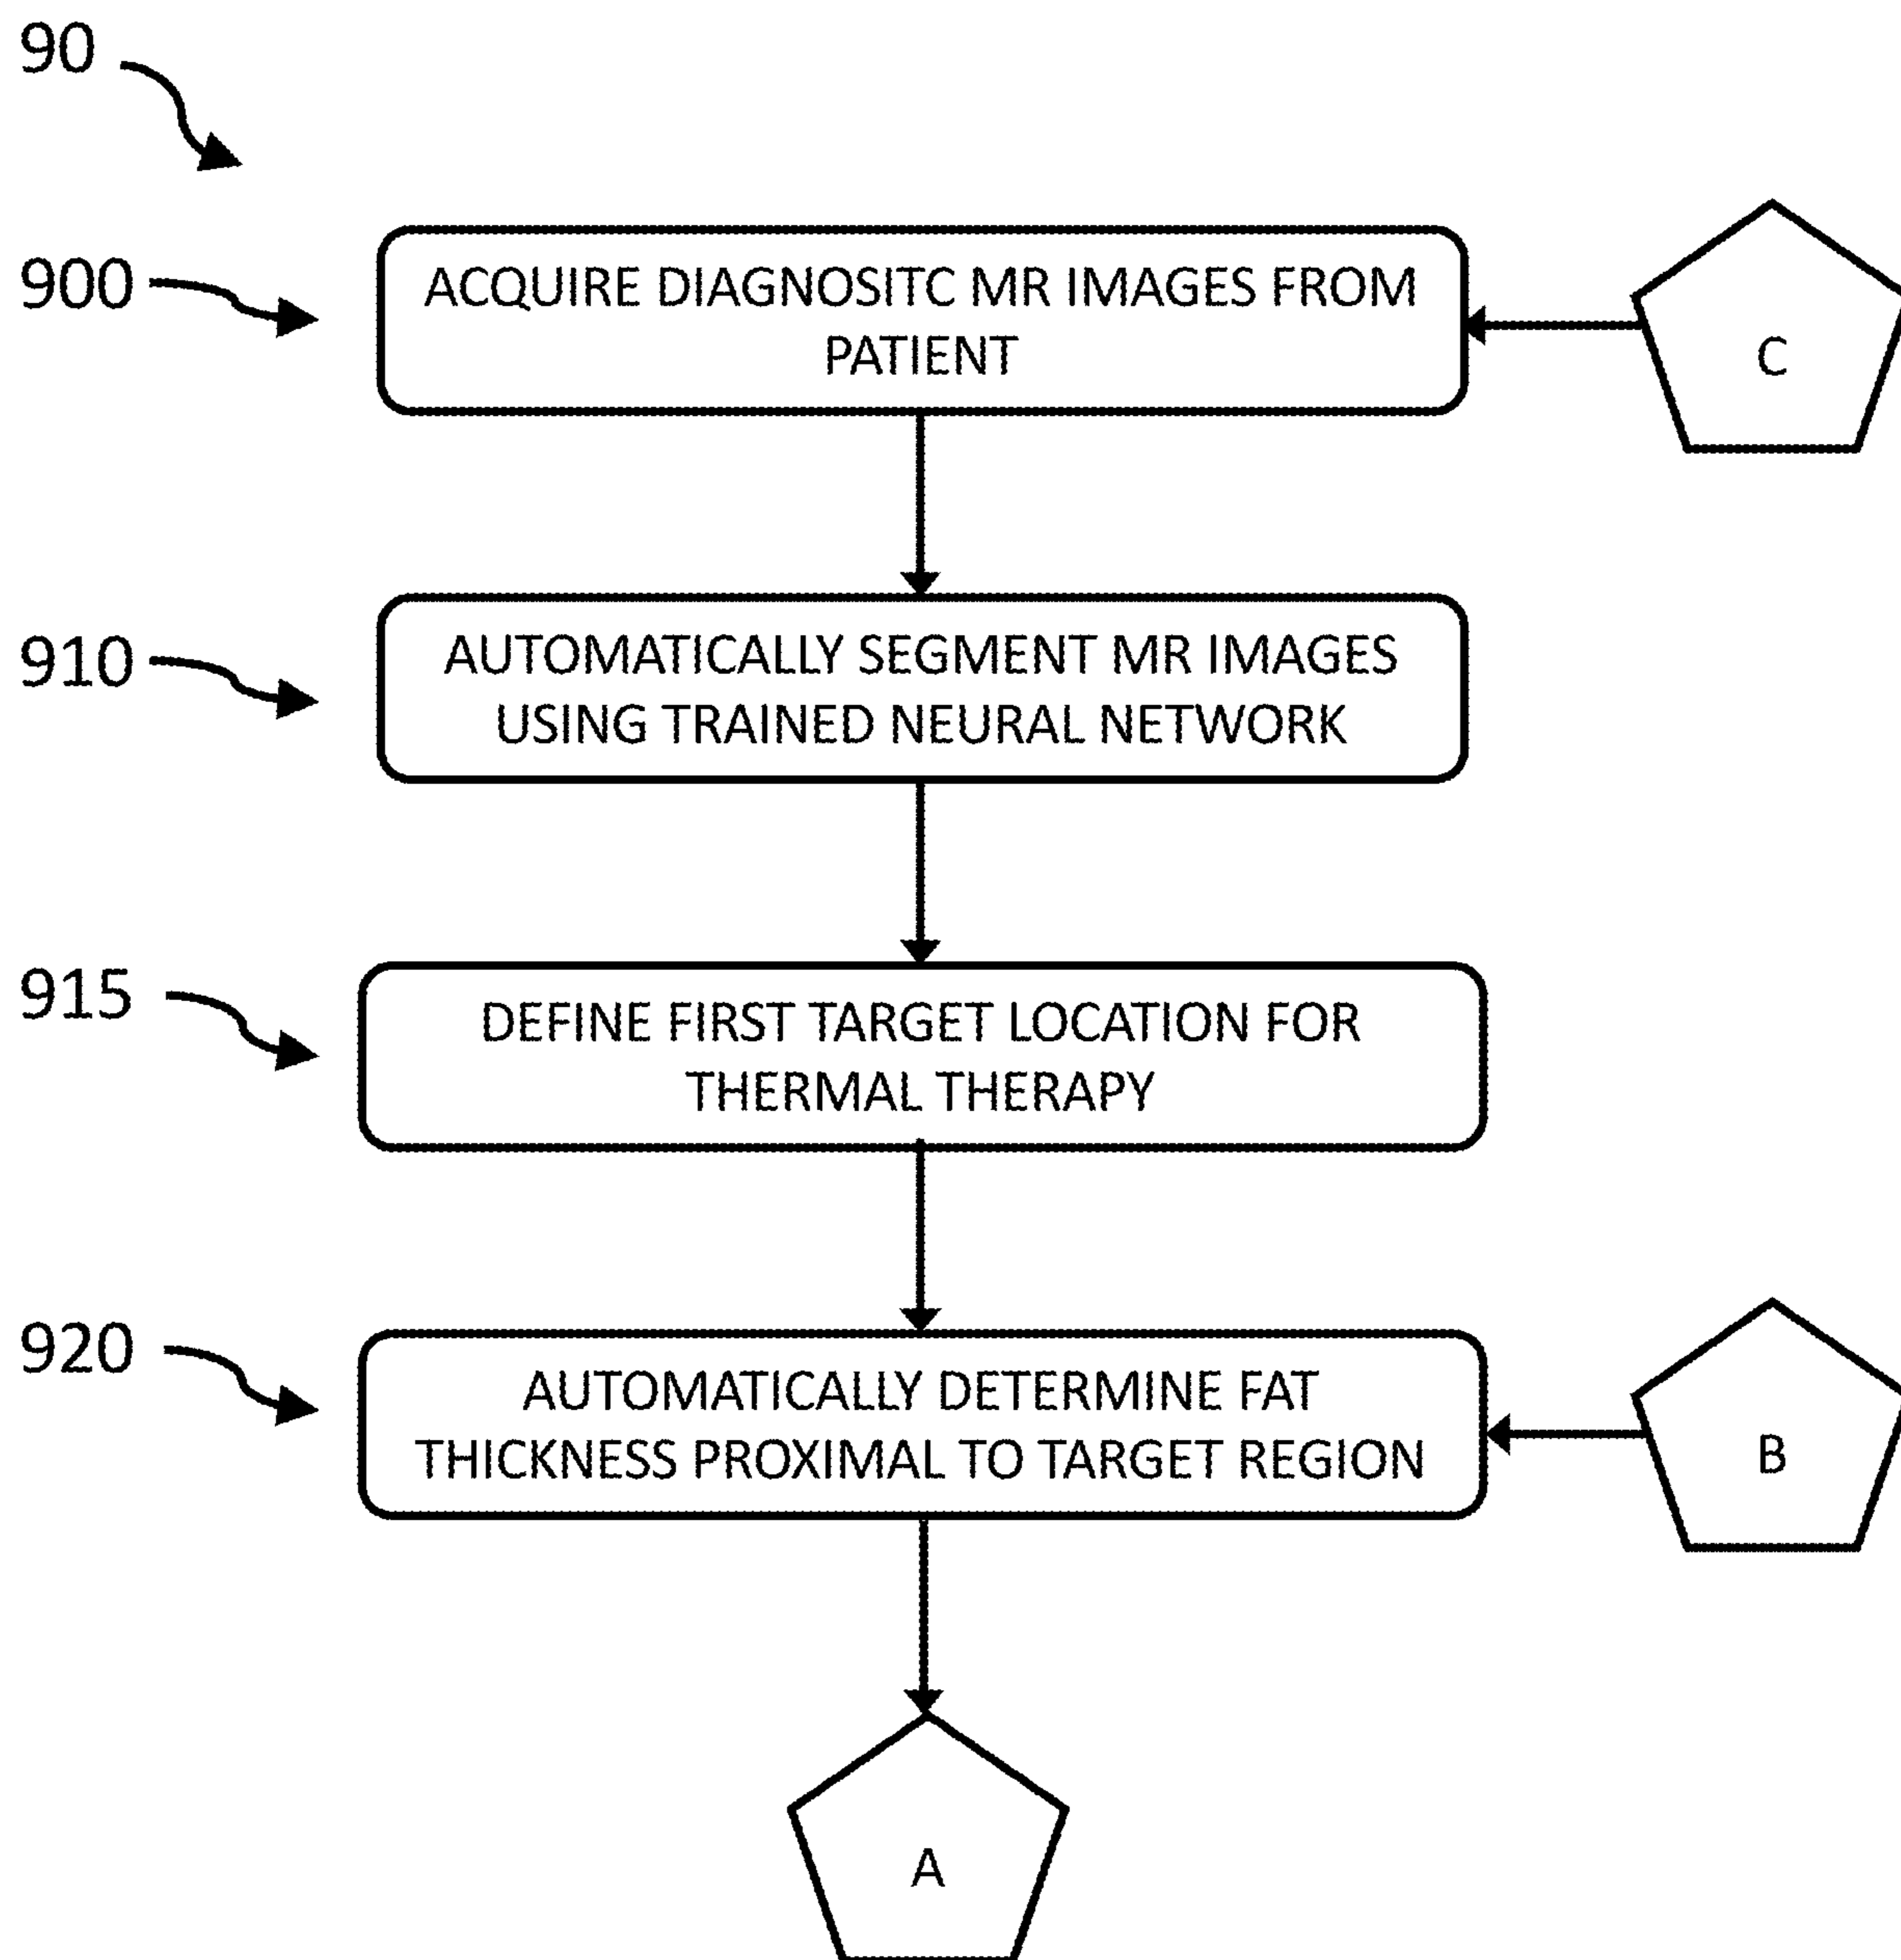 90
900
ACQUIRE DIAGNOSITC MR IMAGES FROM
PATIENT
C
910
AUTOMATICALLY SEGMENT MR IMAGES
USING TRAINED NEURAL NETWORK
915
DEFINE FIRST TARGET LOCATION FOR
THERMAL THERAPY
920
AUTOMATICALLY DETERMINE FAT
THICKNESS PROXIMAL TO TARGET REGION
B
A